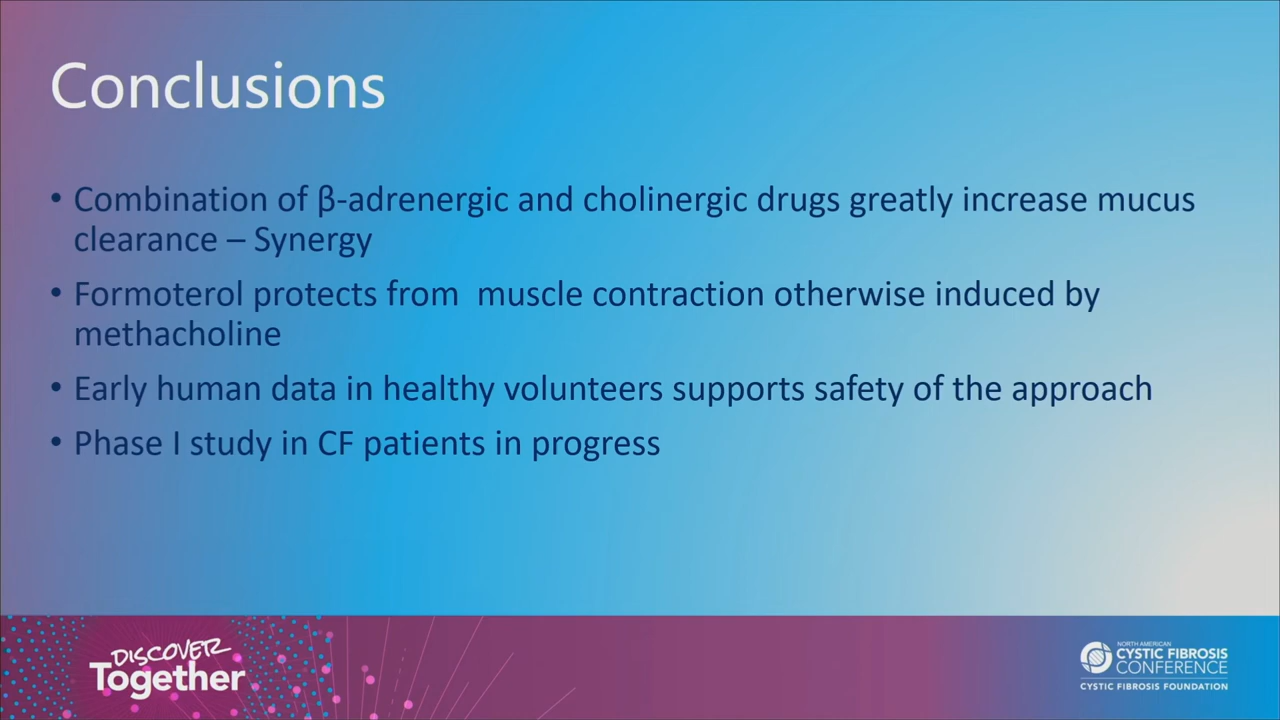 Conclusions
• Combination of β-adrenergic and cholinergic drugs greatly increase mucus
clearance – Synergy
• Formoterol protects from  muscle contraction otherwise induced by
methacholine
• Early human data in healthy volunteers supports safety of the approach
• Phase I study in CF patients in progress
DISCOVER
Together
NORTH AMERICAN
CYSTIC FIBROSIS
CONFERENCE
CYSTIC FIBROSIS FOUNDATION